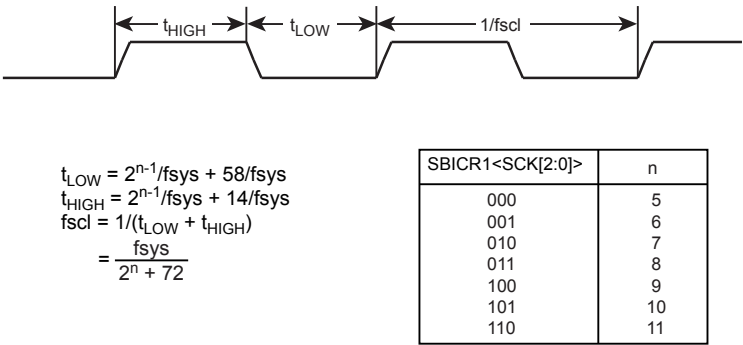 tHIGH tLOW 1/fscl
tLOW = 2n-1/fsys + 58/fsys
tHIGH = 2n-1/fsys + 14/fsys
fscl = 1/(tLOW + tHIGH)
= fsys
2n + 72
SBICR1<SCK[2:0]> n
000 5
001 6
010 7
011 8
100 9
101 10
110 11